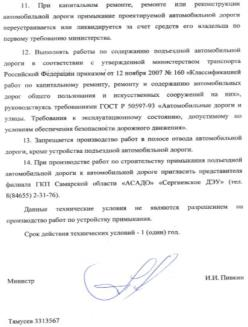 11. При капитальном ремонте, ремонте или реконструкции
автомобильной дороги примыкание проектируемой автомобильной дороги
переустраивается или ликвидируется за счет средств его владельца по
первому требованию министерства.
12. Выполнять работы по содержанию подъездной автомобильной дороги
в соответствии с утвержденной министерством транспорта
Российской Федерации приказом от 12 ноября 2007 № 160 «Классификацией
работ по капитальному ремонту, ремонту и содержанию автомобильных
дорог общего пользования и искусственных сооружений на них»,
руководствуясь требованиями ГОСТ Р 50597-93 «Автомобильные дороги и
улицы. Требования к эксплуатационному состоянию, допустимому по
условиям обеспечения безопасности дорожного движения».
13. Запрещается производство работ в полосе отвода автомобильной
дороги, кроме устройства подъездной автомобильной дороги.
14. При производстве работ по строительству примыкания подъездной
автомобильной дороги к автомобильной дороге пригласить представителя
филиала ГКП Самарской области «АСАДО» «Сергиевское ДЭУ» (тел.
8(84655) 2-31-76).
Данные технические условия не являются разрешением на
производство работ по устройству примыкания.
Срок действия технических условий - 1 (один) год.
Министр И.И. Пивкин
3313567